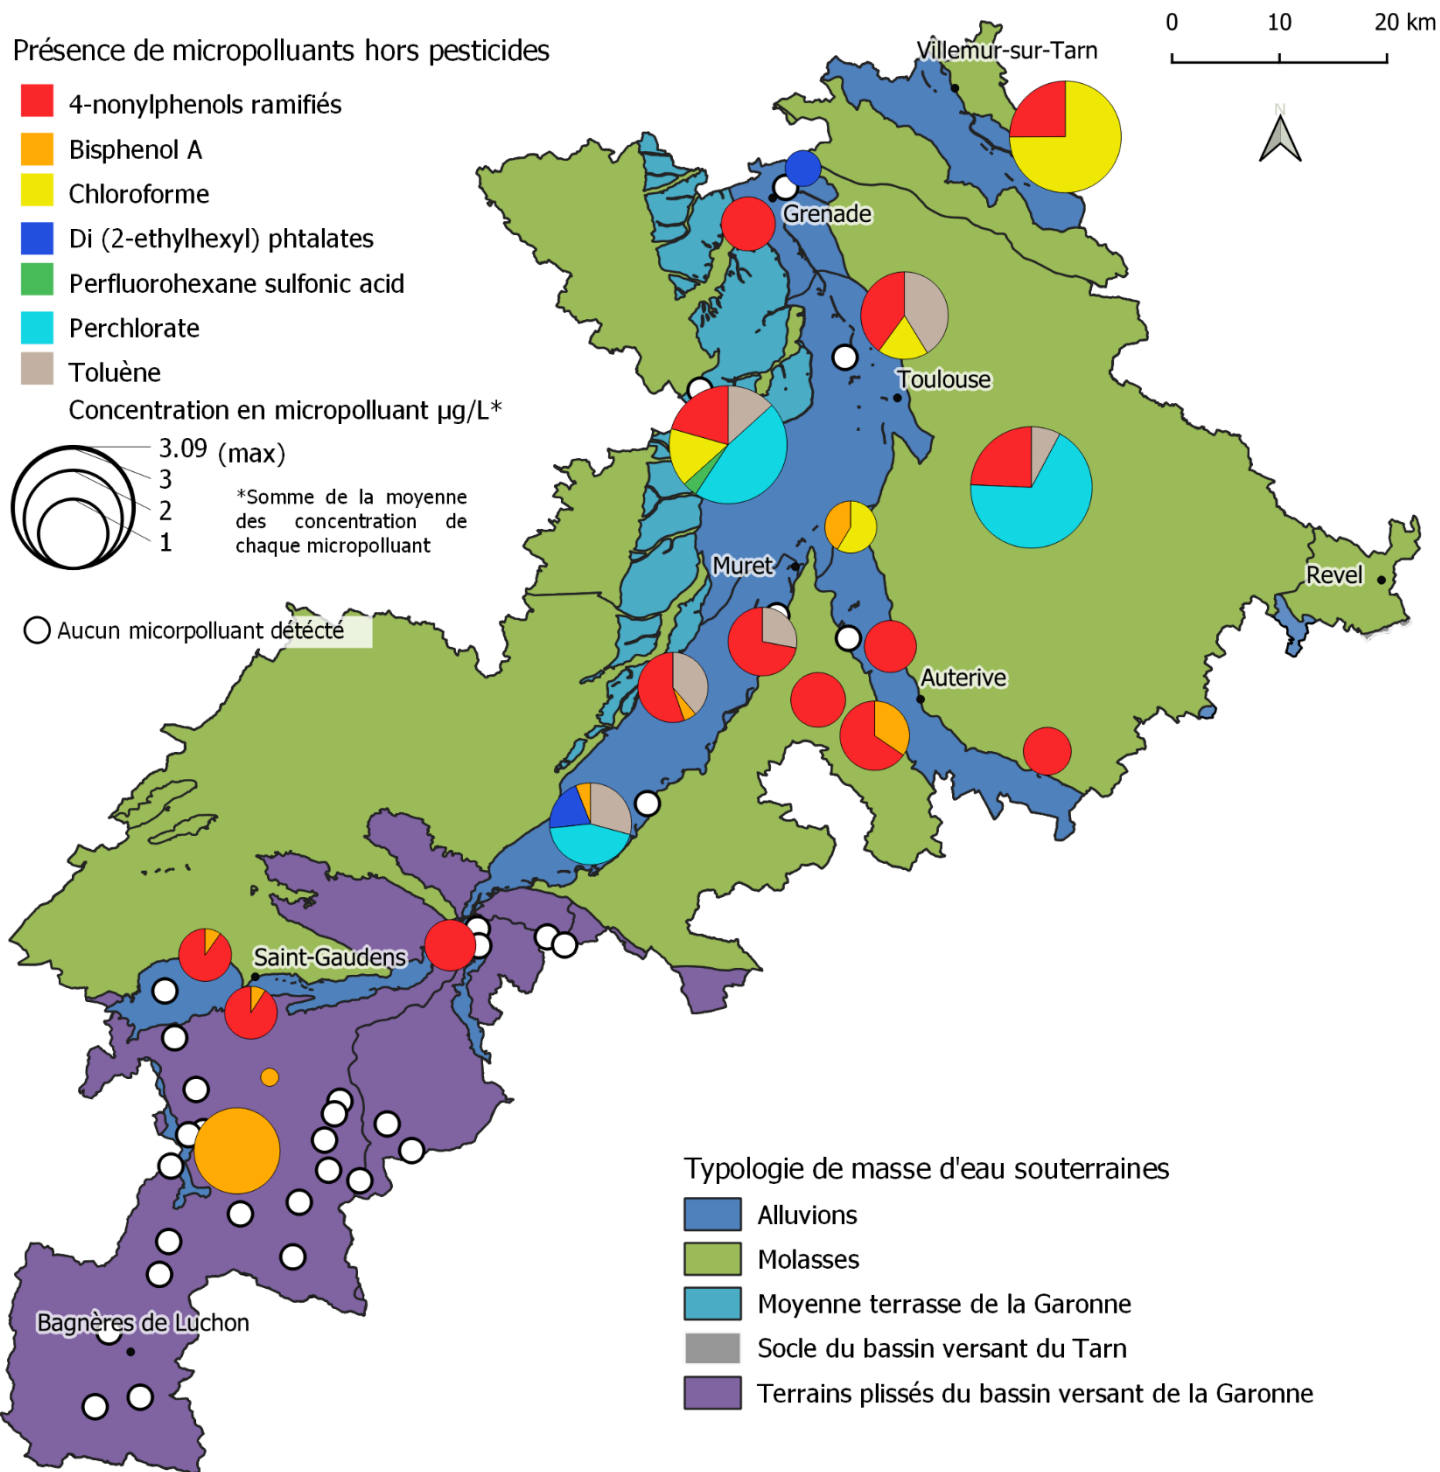 0 10 20 km
Villemur-sur-Tarn
Présence de micropolluants hors pesticides
4-nonylphenols ramifiés
Bisphenol A
Chloroforme
Di (2-ethylhexyl) phtalates
Perfluorohexane sulfonic acid
Perchlorate
Toluène
Concentration en micropolluant µg/L*
3.09 (max)
3
2
1
*Somme de la moyenne
des concentration de
chaque micropolluant
Aucun micorpolluant détécté
N
Grenade
Toulouse
Muret
Revel
Auterive
Saint-Gaudens
Bagnères de Luchon
Typologie de masse d'eau souterraines
Alluvions
Molasses
Moyenne terrasse de la Garonne
Socle du bassin versant du Tarn
Terrains plissés du bassin versant de la Garonne